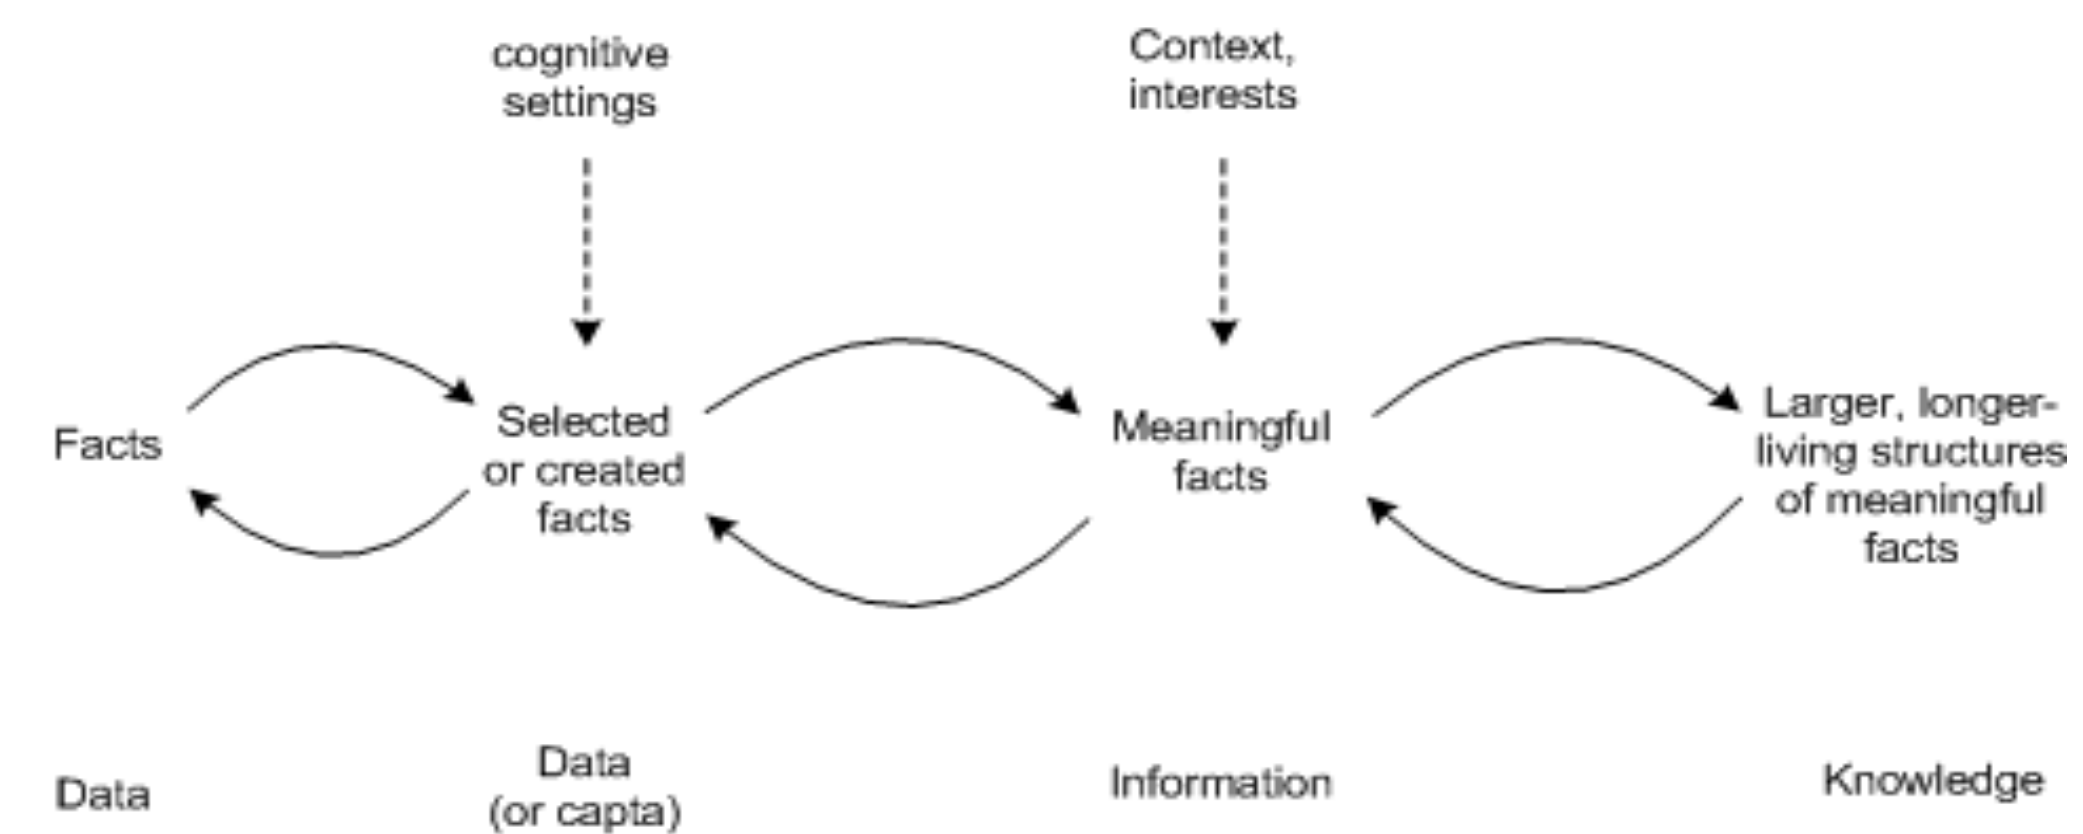 cognitive
settings
Context,
interests
Facts
Selected
or created
facts
Meaningful
facts
Larger, longer-
living structures
of meaningful
facts
Data
Data
(or capta)
Information
Knowledge